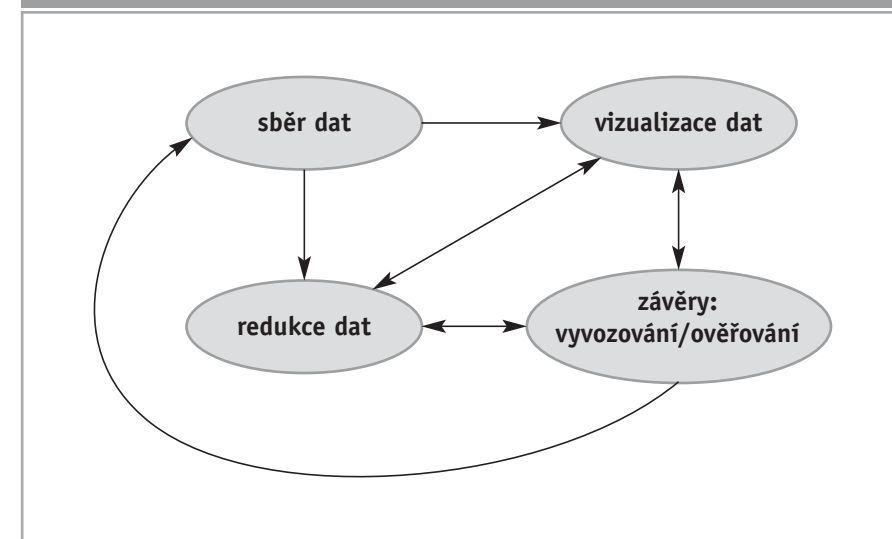 sběr dat
vizualizace dat
redukce dat
závěry:
vyvozování/ověřování